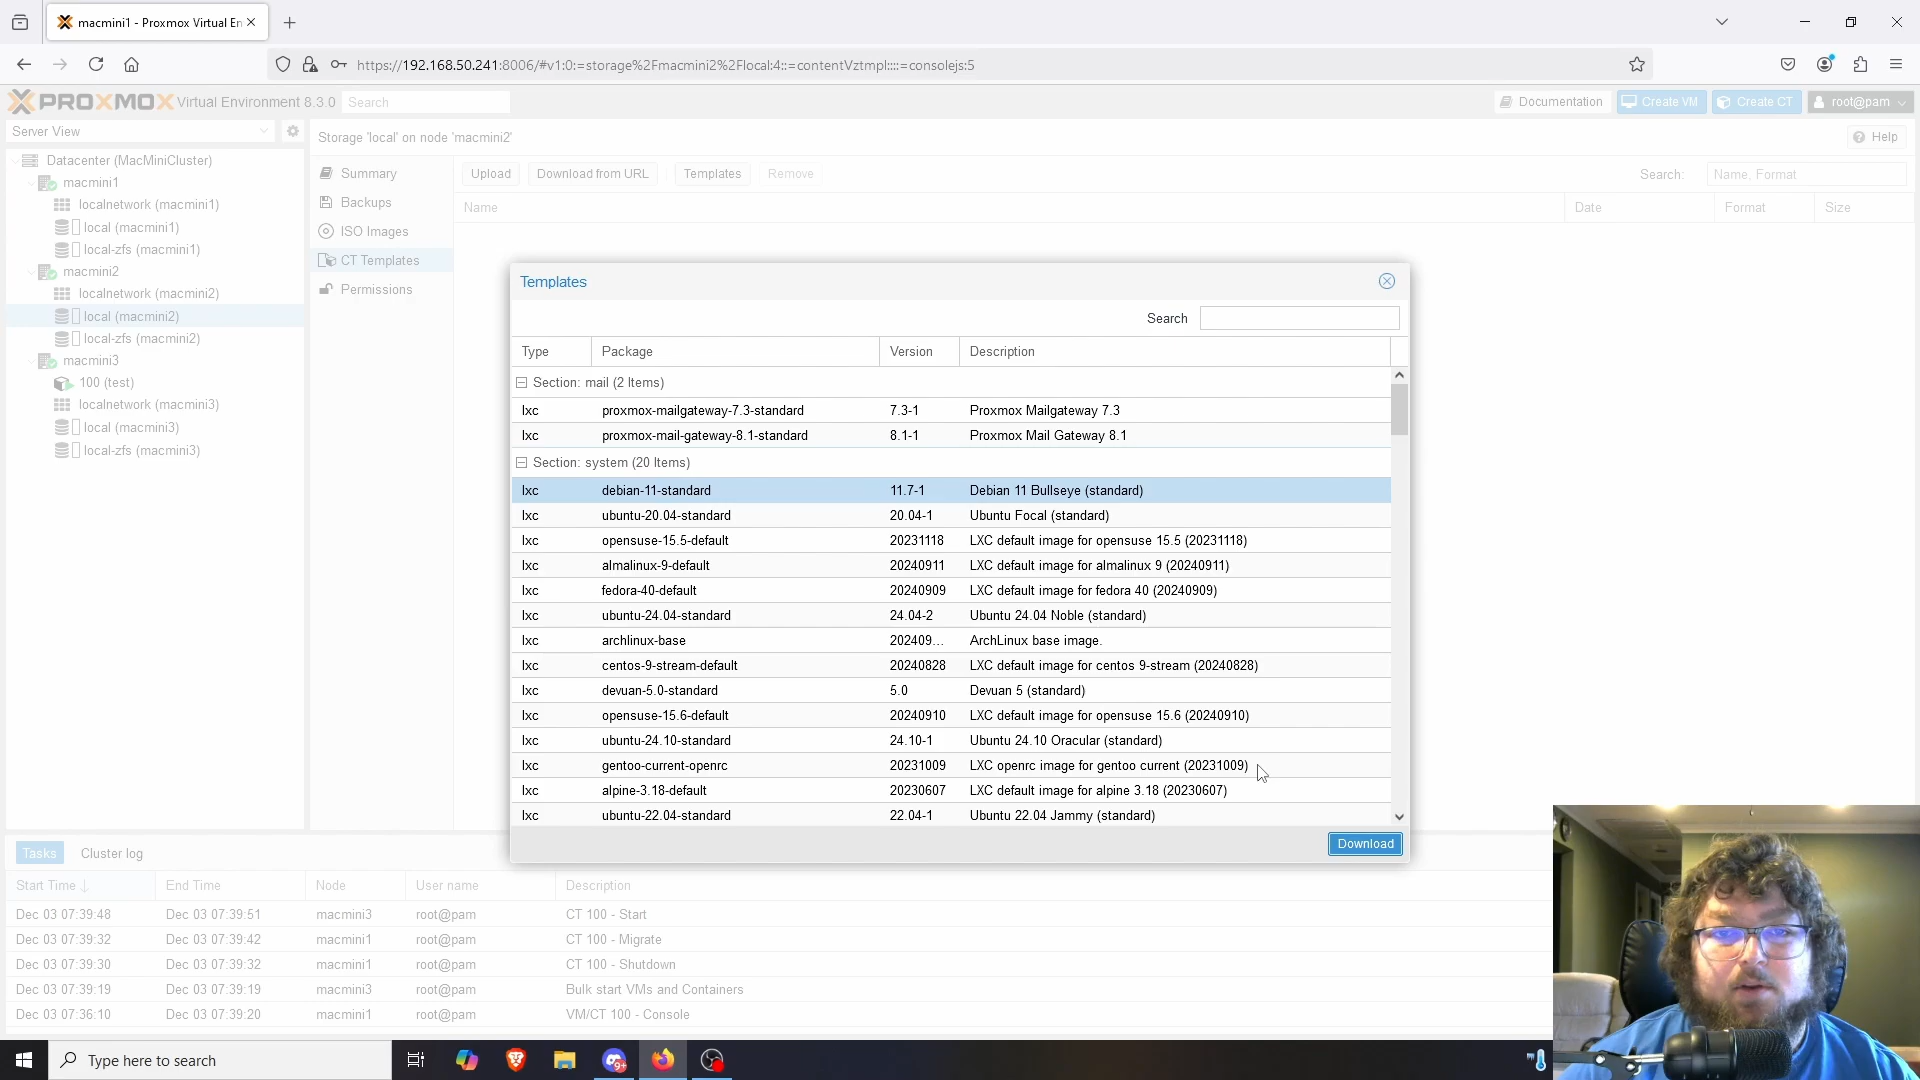 macmini1 - Proxmox Virtual En
https://192.168.50.241:8006/#v1:0:=storage%2Fmacmini2%2Flocal:4::=contentVztmpl::::=consolejs:5
PROXMOX Virtual Environment 8.3.0 Search
Documentation Create VM Create CT root@pam
Server View
Storage 'local' on node 'macmini2'
Help
Datacenter (MacMiniCluster)
macmini1
localnetwork (macmini1)
local (macmini1)
local-zfs (macmini1)
macmini2
localnetwork (macmini2)
local (macmini2)
local-zfs (macmini2)
macmini3
100 (test)
localnetwork (macmini3)
local (macmini3)
local-zfs (macmini3)
Summary
Backups
ISO Images
CT Templates
Permissions
Upload Download from URL Templates Remove Search: Name, Format
Name Date Format Size
Templates
Search
Type Package Version Description
Section: mail (2 Items)
lxc proxmox-mailgateway-7.3-standard 7.3-1 Proxmox Mailgateway 7.3
lxc proxmox-mail-gateway-8.1-standard 8.1-1 Proxmox Mail Gateway 8.1
Section: system (20 Items)
lxc debian-11-standard 11.7-1 Debian 11 Bullseye (standard)
lxc ubuntu-20.04-standard 20.04-1 Ubuntu Focal (standard)
lxc opensuse-15.5-default 20231118 LXC default image for opensuse 15.5 (20231118)
lxc almalinux-9-default 20240911 LXC default image for almalinux 9 (20240911)
lxc fedora-40-default 20240909 LXC default image for fedora 40 (20240909)
lxc ubuntu-24.04-standard 24.04-2 Ubuntu 24.04 Noble (standard)
lxc archlinux-base 202409... ArchLinux base image.
lxc centos-9-stream-default 20240828 LXC default image for centos 9-stream (20240828)
lxc devuan-5.0-standard 5.0 Devuan 5 (standard)
lxc opensuse-15.6-default 20240910 LXC default image for opensuse 15.6 (20240910)
lxc ubuntu-24.10-standard 24.10-1 Ubuntu 24.10 Oracular (standard)
lxc gentoo-current-openrc 20231009 LXC openrc image for gentoo current (20231009)
lxc alpine-3.18-default 20230607 LXC default image for alpine 3.18 (20230607)
lxc ubuntu-22.04-standard 22.04-1 Ubuntu 22.04 Jammy (standard)
Download
Tasks Cluster log
Start Time End Time Node User name Description
Dec 03 07:39:48 Dec 03 07:39:51 macmini3 root@pam CT 100 - Start
Dec 03 07:39:32 Dec 03 07:39:42 macmini1 root@pam CT 100 - Migrate
Dec 03 07:39:30 Dec 03 07:39:32 macmini1 root@pam CT 100 - Shutdown
Dec 03 07:39:19 Dec 03 07:39:19 macmini3 root@pam Bulk start VMs and Containers
Dec 03 07:36:10 Dec 03 07:39:20 macmini1 root@pam VM/CT 100 - Console
Type here to search
9+